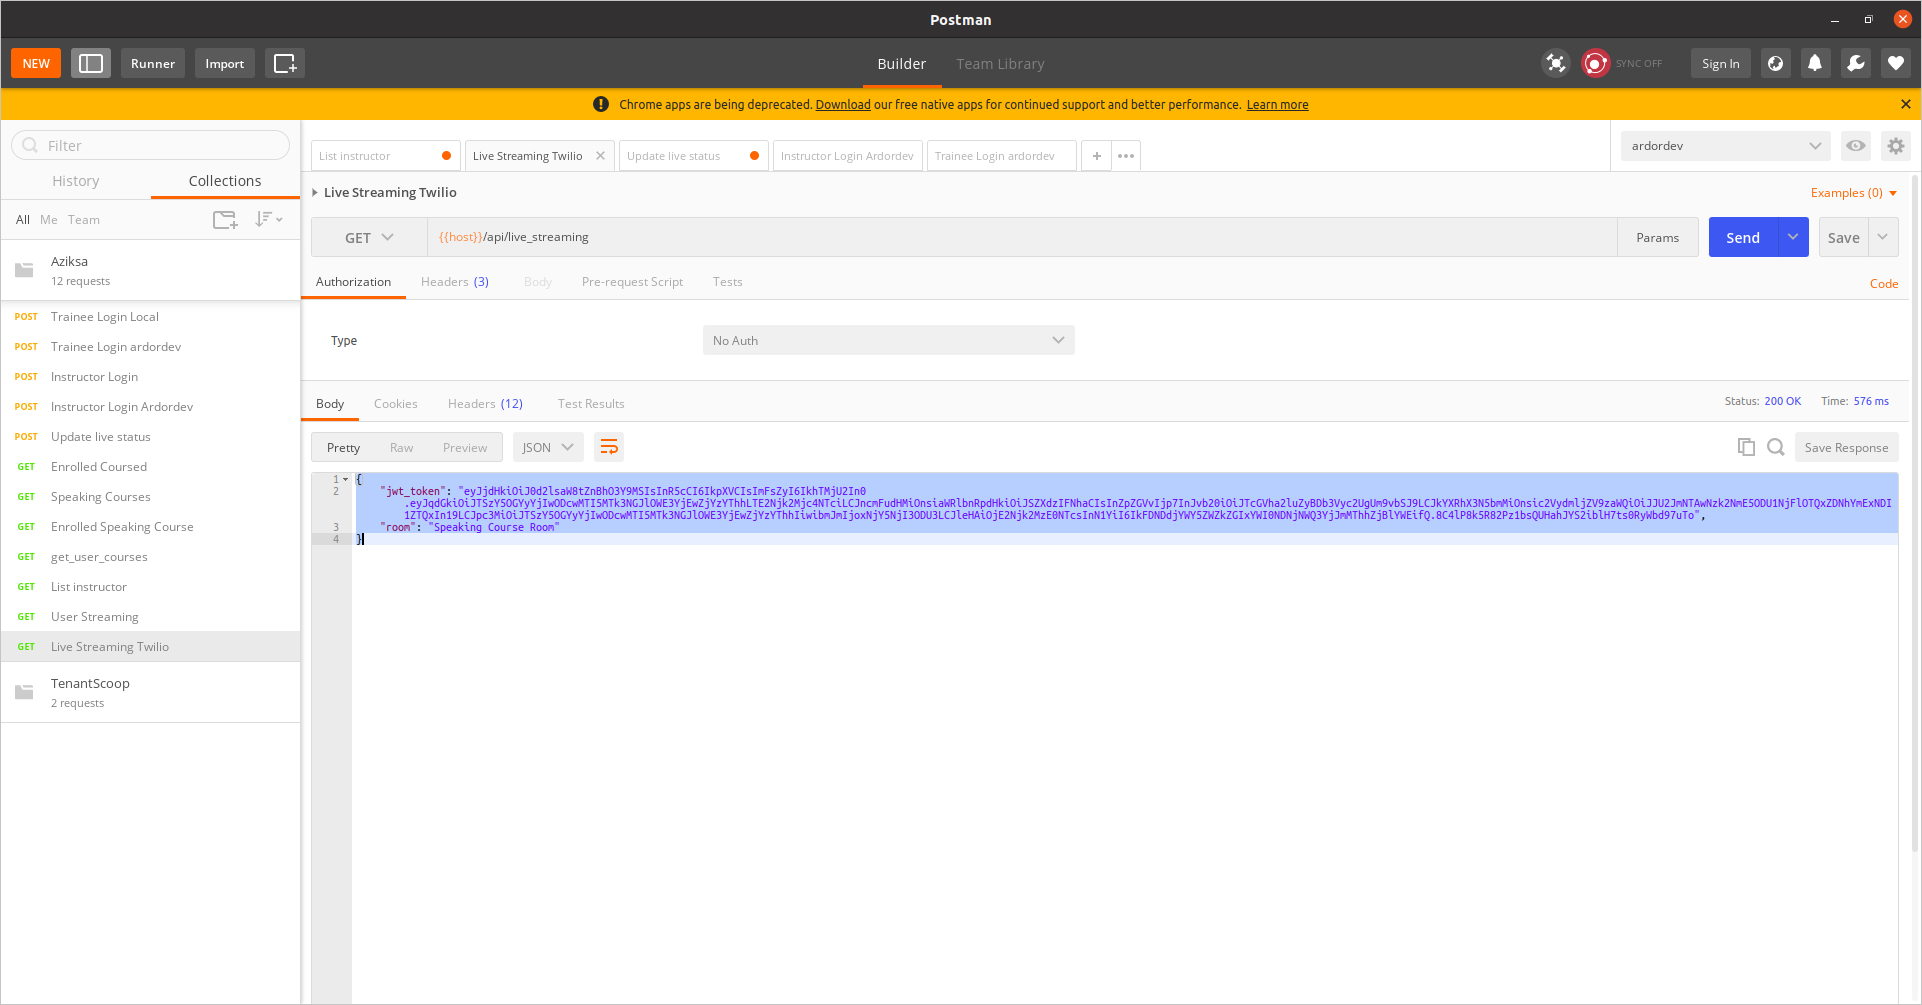 Postman
NEW
Runner
Import
Builder
Team Library
SYNC OFF
Sign In
Chrome apps are being deprecated. Download our free native apps for continued support and better performance. Learn more
Filter
History
Collections
All Me Team
Aziksa
12 requests
POST Trainee Login Local
POST Trainee Login ardordev
POST Instructor Login
POST Instructor Login Ardordev
POST Update live status
GET Enrolled Coursed
GET Speaking Courses
GET Enrolled Speaking Course
GET get_user_courses
GET List instructor
GET User Streaming
GET Live Streaming Twilio
TenantScoop
2 requests
List instructor
Live Streaming Twilio
Update live status
Instructor Login Ardordev
Trainee Login ardordev
ardordev
Live Streaming Twilio
Examples (0)
GET
{{host}}/api/live_streaming
Params
Send
Save
Authorization
Headers (3)
Body
Pre-request Script
Tests
Code
Type
No Auth
Body
Cookies
Headers (12)
Test Results
Status: 200 OK
Time: 576 ms
Pretty
Raw
Preview
JSON
Save Response
1 {
2 "jwt_token":
3 "room": "Speaking Course Room"
4 }